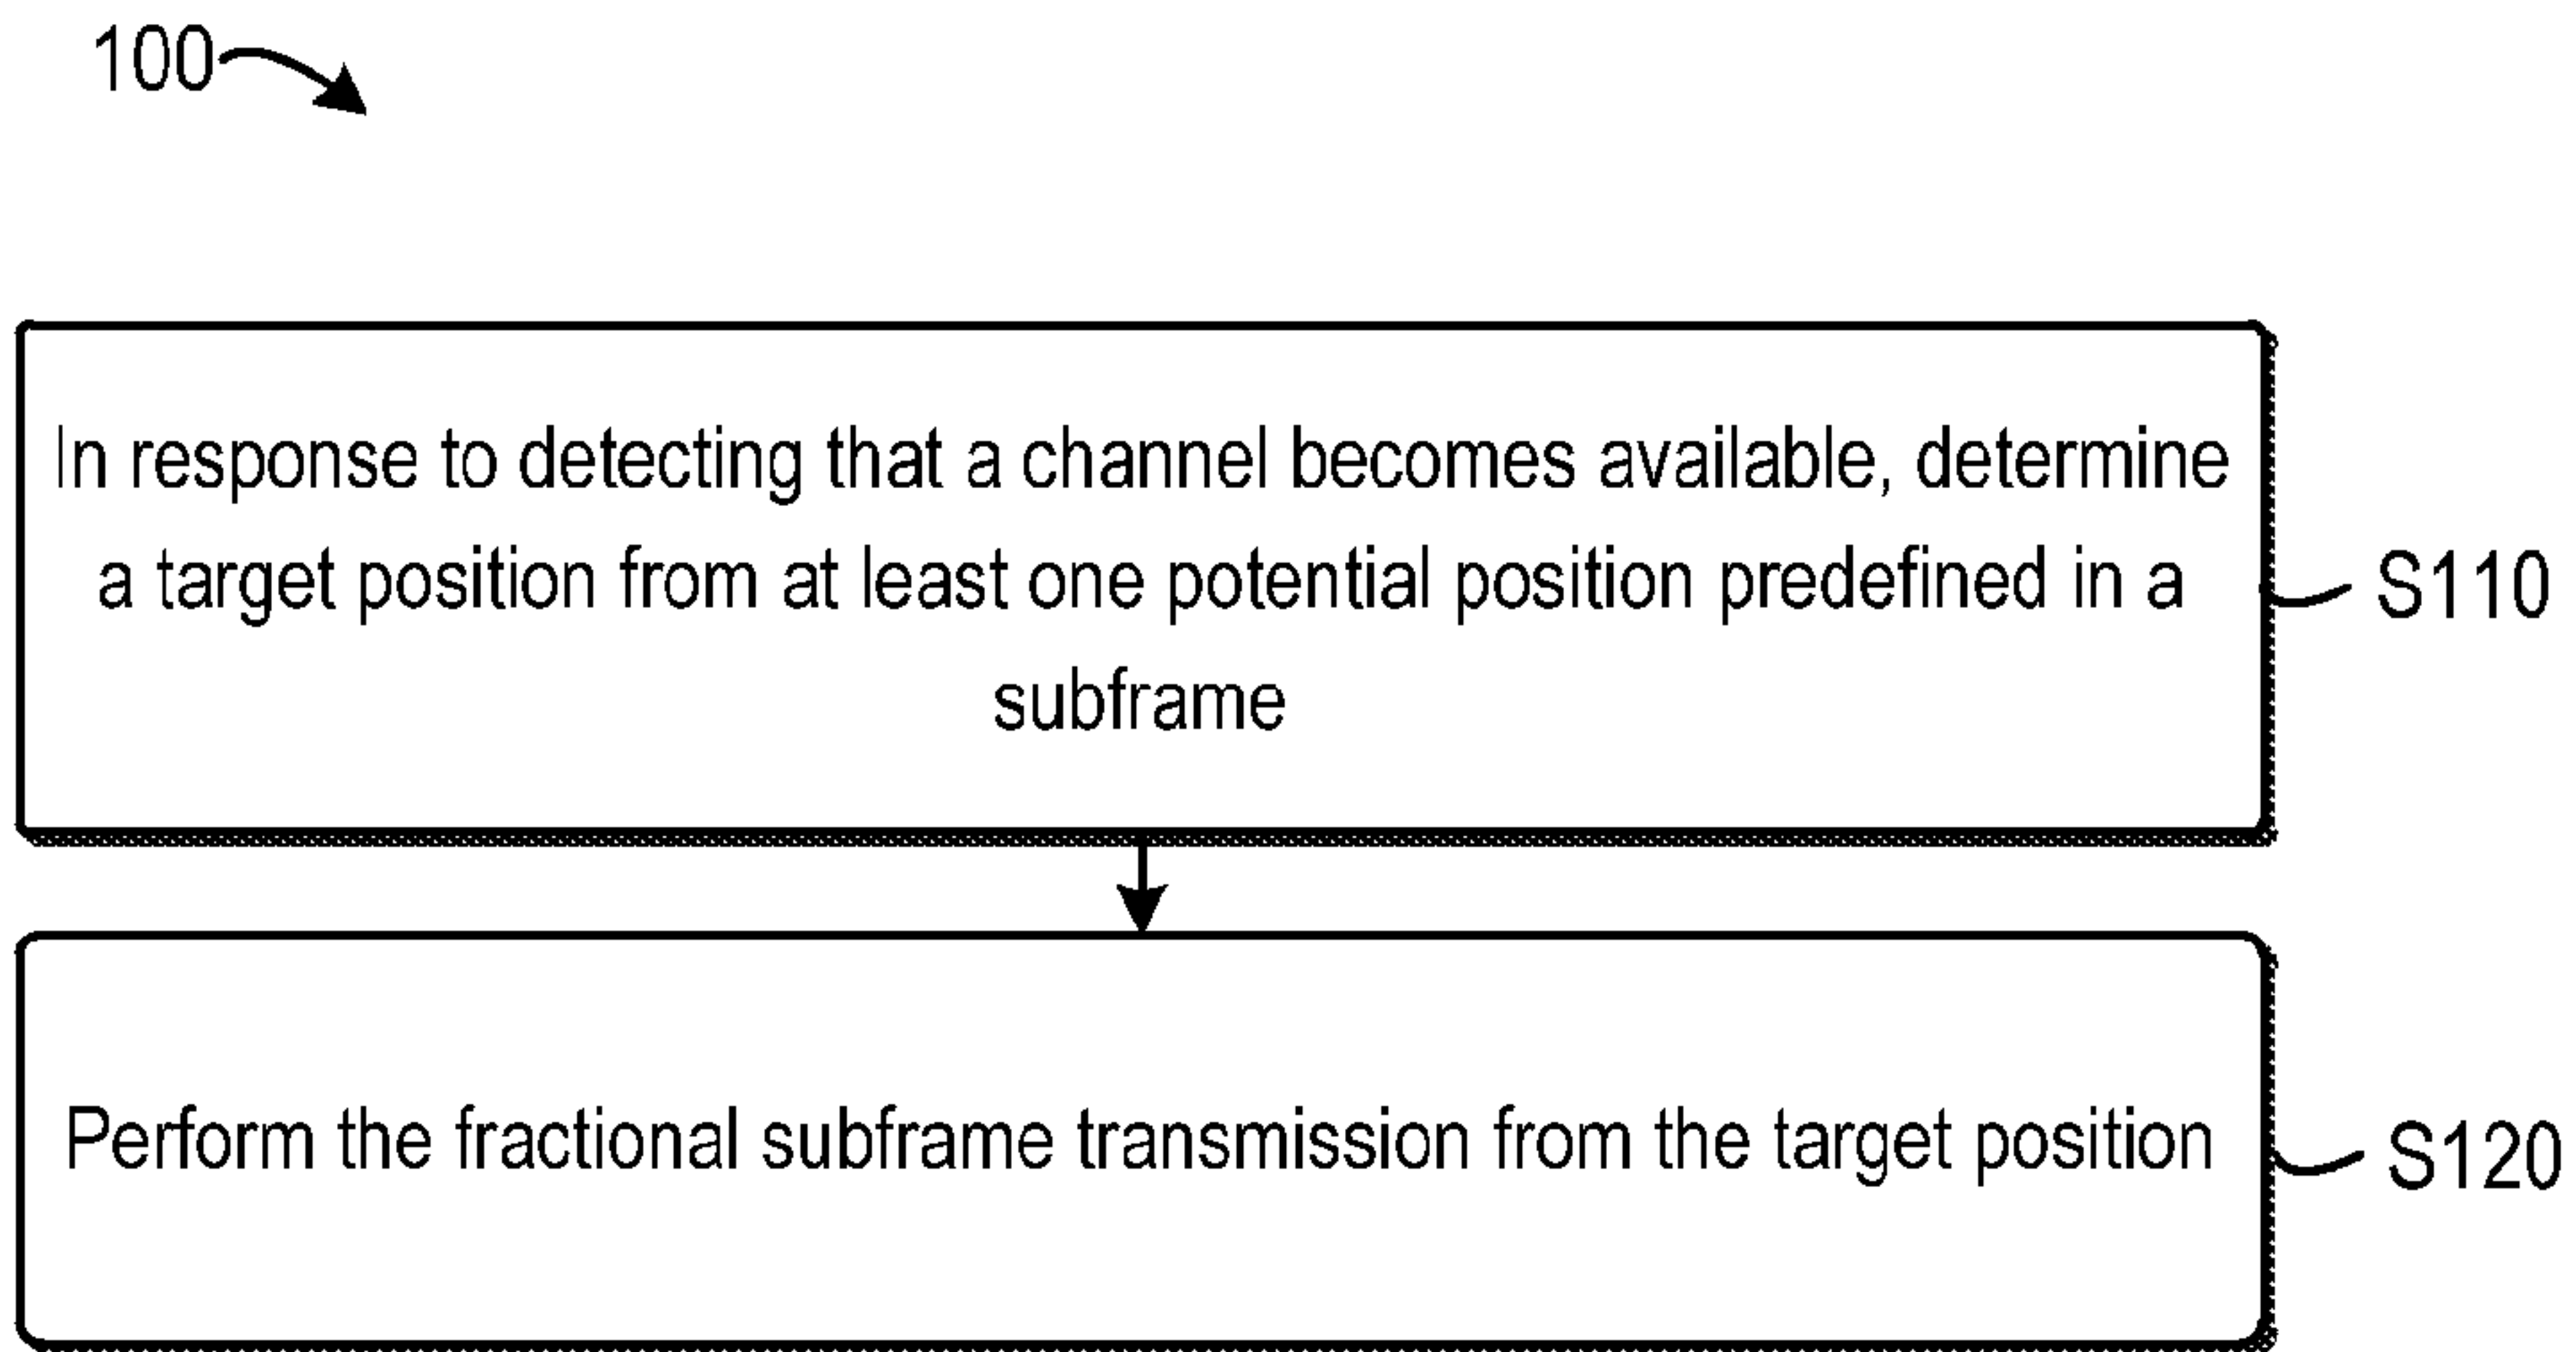 100
In response to detecting that a channel becomes available, determine
a target position from at least one potential position predefined in a
subframe
S110
Perform the fractional subframe transmission from the target position
S120